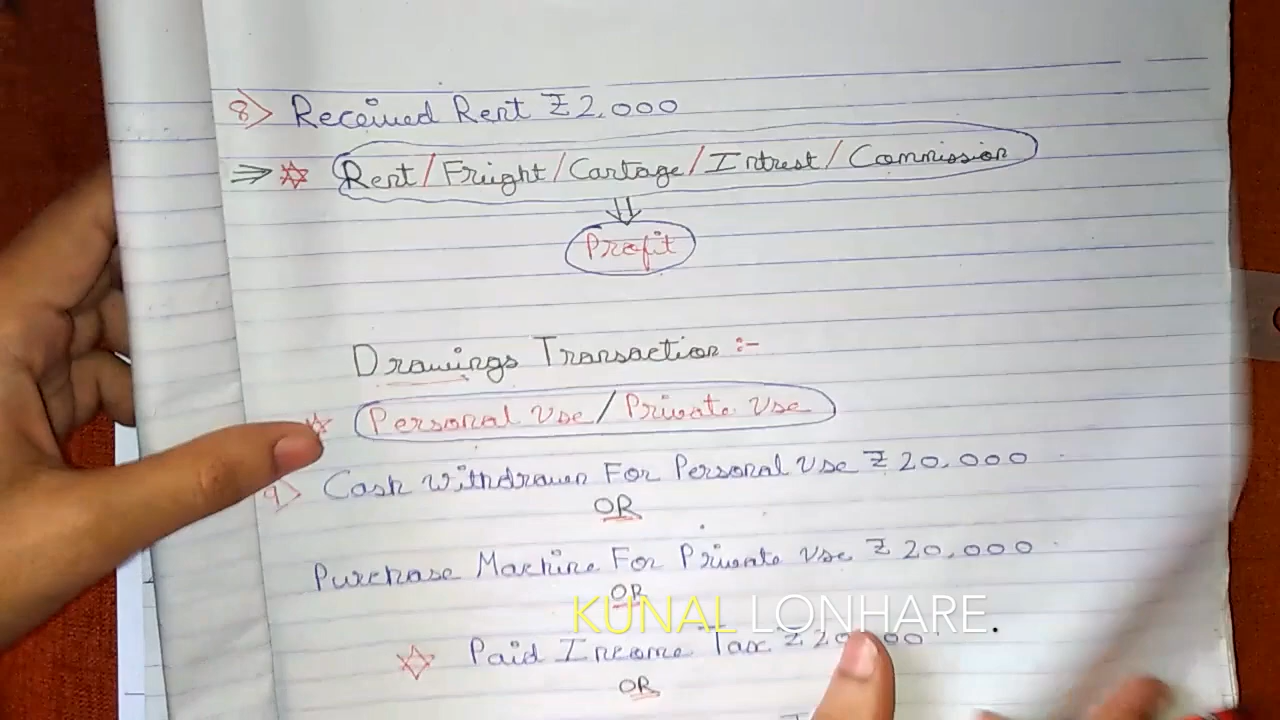 8> Received Rent ₹2,000
⇒ ☆ Rent/Frieght/Cartage/Intrest/Commission
⇓
Profit
Drawings Transaction :-
☆ Personal Use/Private Use
9> Cash Withdrawn For Personal Use ₹20,000
OR
Purchase Machine For Private Use ₹20,000
OR
KUNAL LONHARE.
☆ Paid Income Tax
OR